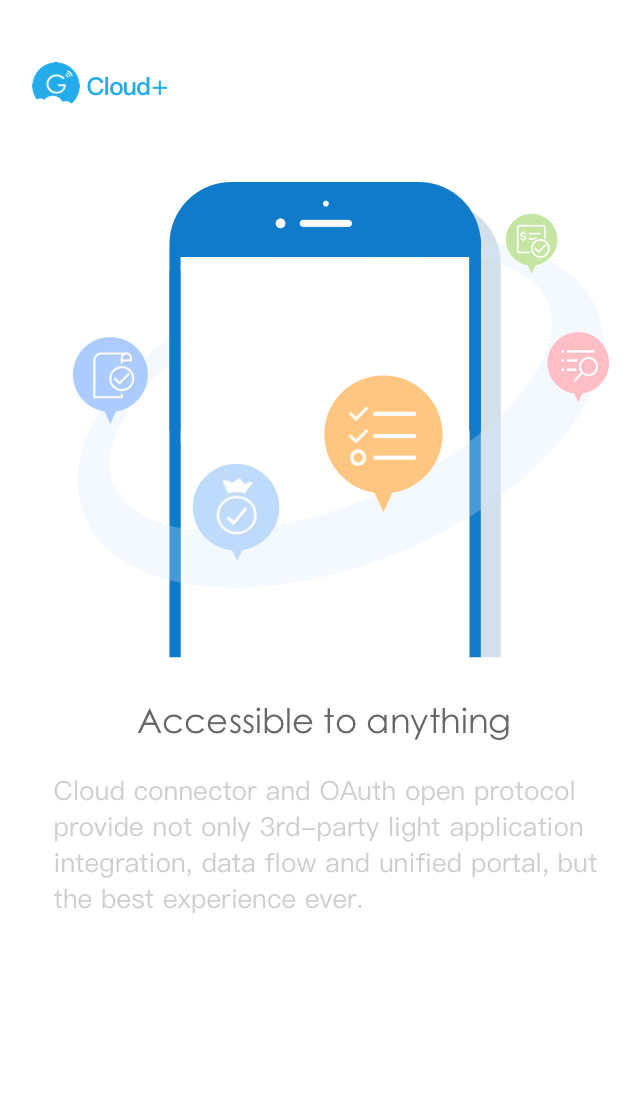 G Cloud+
$
Accessible to anything
Cloud connector and OAuth open protocol
provide not only 3rd-party light application
integration, data flow and unified portal, but
the best experience ever.